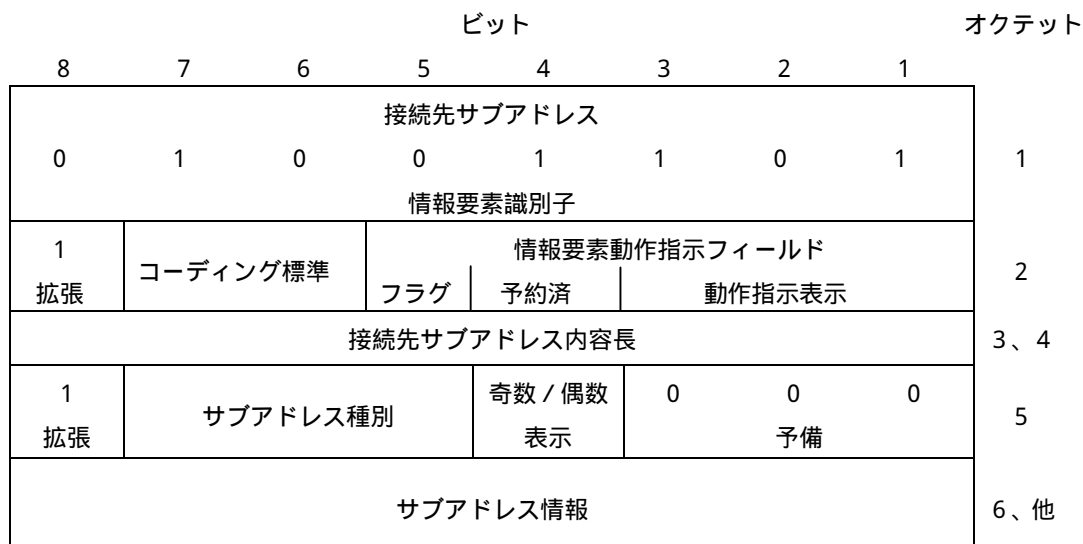 ビット オクテット
8 7 6 5 4 3 2 1
接続先サブアドレス
0 1 0 0 1 1 0 1 1
情報要素識別子
1 コーディング標準 情報要素動作指示フィールド 2
拡張 フラグ 予約済 動作指示表示
接続先サブアドレス内容長 3、4
1 サブアドレス種別 奇数/偶数 0 0 0 5
拡張 表示 予備
サブアドレス情報 6、他